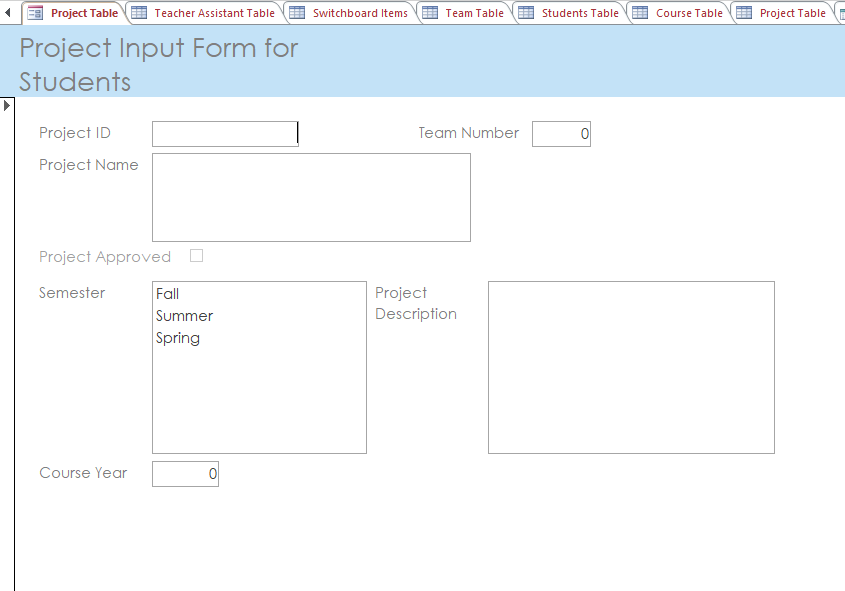 Project Table Teacher Assistant Table Switchboard Items Team Table Students Table Course Table Project Table
Project Input Form for
Students
Project ID Team Number 0
Project Name
Project Approved
Semester Fall Project
Summer Description
Spring
Course Year 0